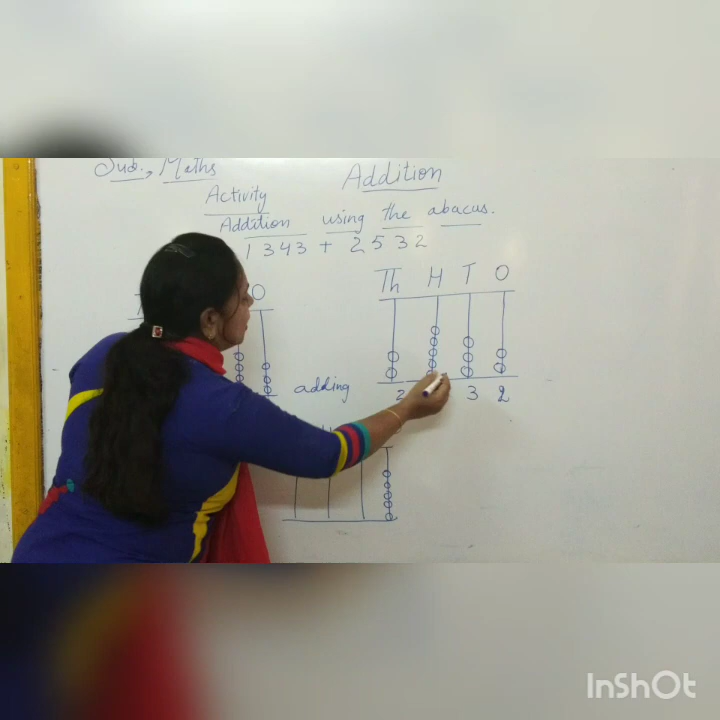 Sub., Maths
Addition
Activity
Addition using the abacus.
1343 + 2532
O
Th H T O
adding
2 3 2
InShOt